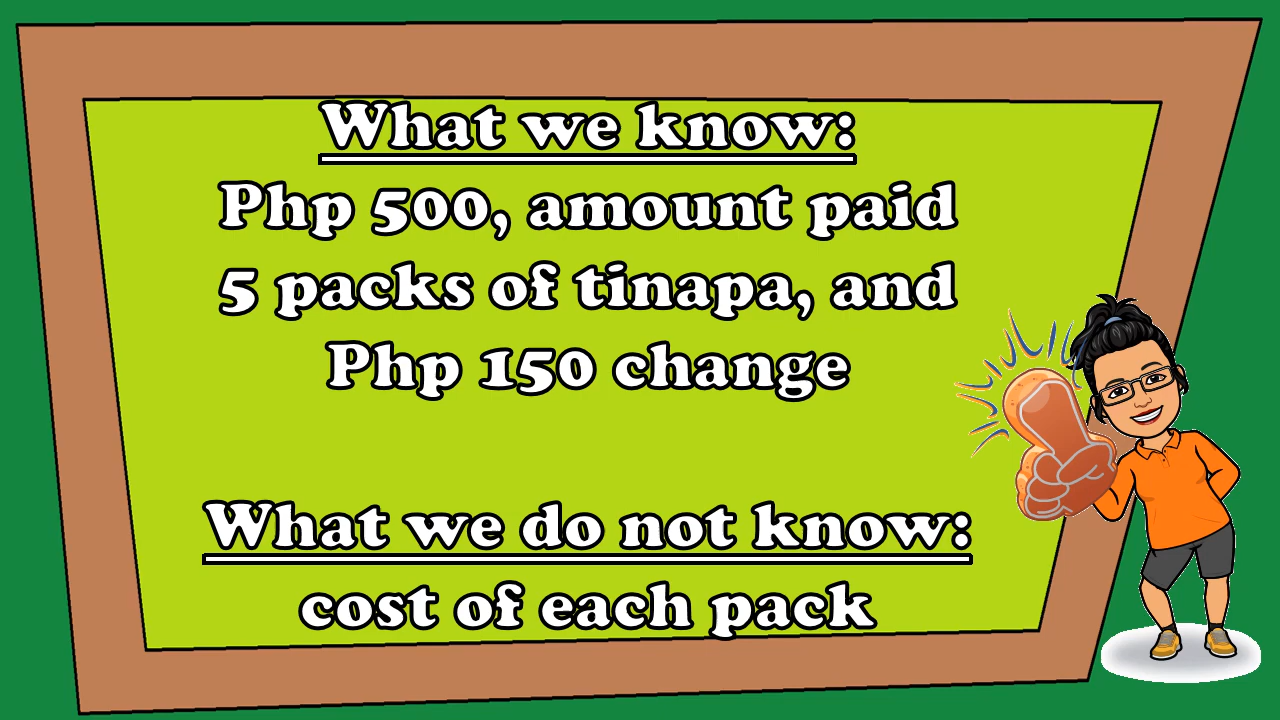 What we know:
Php 500, amount paid
5 packs of tinapa, and
Php 150 change
What we do not know:
cost of each pack